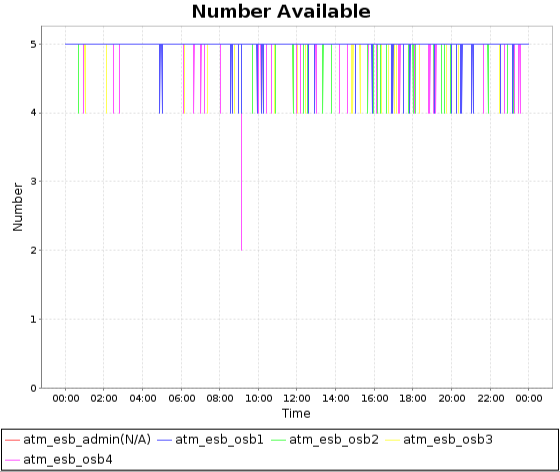 Number Available
5
4
3
2
1
0
Number
00:00 02:00 04:00 06:00 08:00 10:00 12:00 14:00 16:00 18:00 20:00 22:00 00:00
Time
atm_esb_admin(N/A) atm_esb_osb1 atm_esb_osb2 atm_esb_osb3
atm_esb_osb4